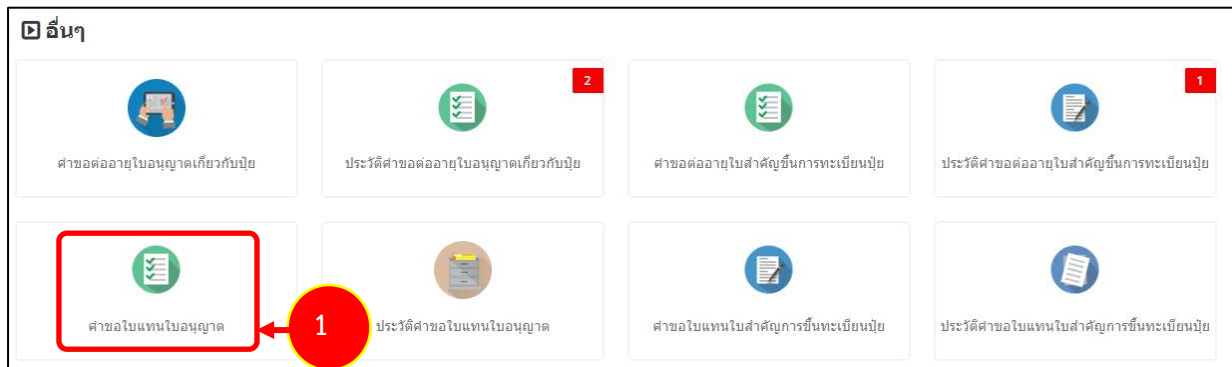 อื่นๆ
2
1
คำขอต่ออายุใบอนุญาตเกี่ยวกับปุ๋ย
ประวัติคำขอต่ออายุใบอนุญาตเกี่ยวกับปุ๋ย
คำขอต่ออายุใบสำคัญขึ้นการทะเบียนปุ๋ย
ประวัติคำขอต่ออายุใบสำคัญขึ้นการทะเบียนปุ๋ย
คำขอใบแทนใบอนุญาต
1
ประวัติคำขอใบแทนใบอนุญาต
คำขอใบแทนใบสำคัญการขึ้นทะเบียนปุ๋ย
ประวัติคำขอใบแทนใบสำคัญการขึ้นทะเบียนปุ๋ย